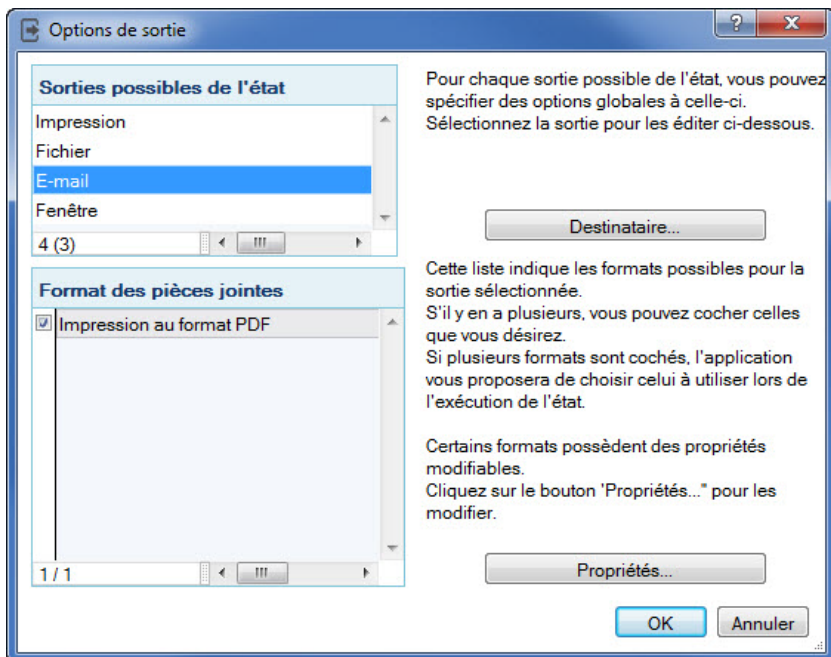 Options de sortie
?
X
Sorties possibles de l'état
Impression
Fichier
E-mail
Fenêtre
4 (3)
Pour chaque sortie possible de l'état, vous pouvez
spécifier des options globales à celle-ci.
Sélectionnez la sortie pour les éditer ci-dessous.
Destinataire...
Format des pièces jointes
Impression au format PDF
1 / 1
Cette liste indique les formats possibles pour la
sortie sélectionnée.
S'il y en a plusieurs, vous pouvez cocher celles
que vous désirez.
Si plusieurs formats sont cochés, l'application
vous proposera de choisir celui à utiliser lors de
l'exécution de l'état.
Certains formats possèdent des propriétés
modifiables.
Cliquez sur le bouton 'Propriétés..." pour les
modifier.
Propriétés...
OK
Annuler